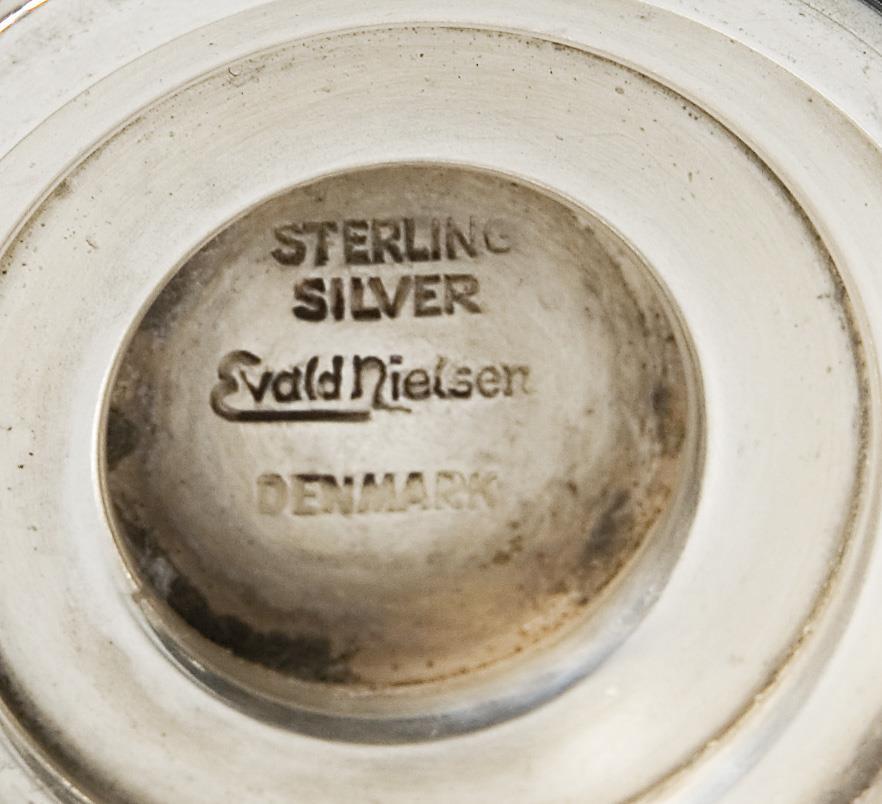 STERLING
SILVER
Evald Nielsen
DENMARK